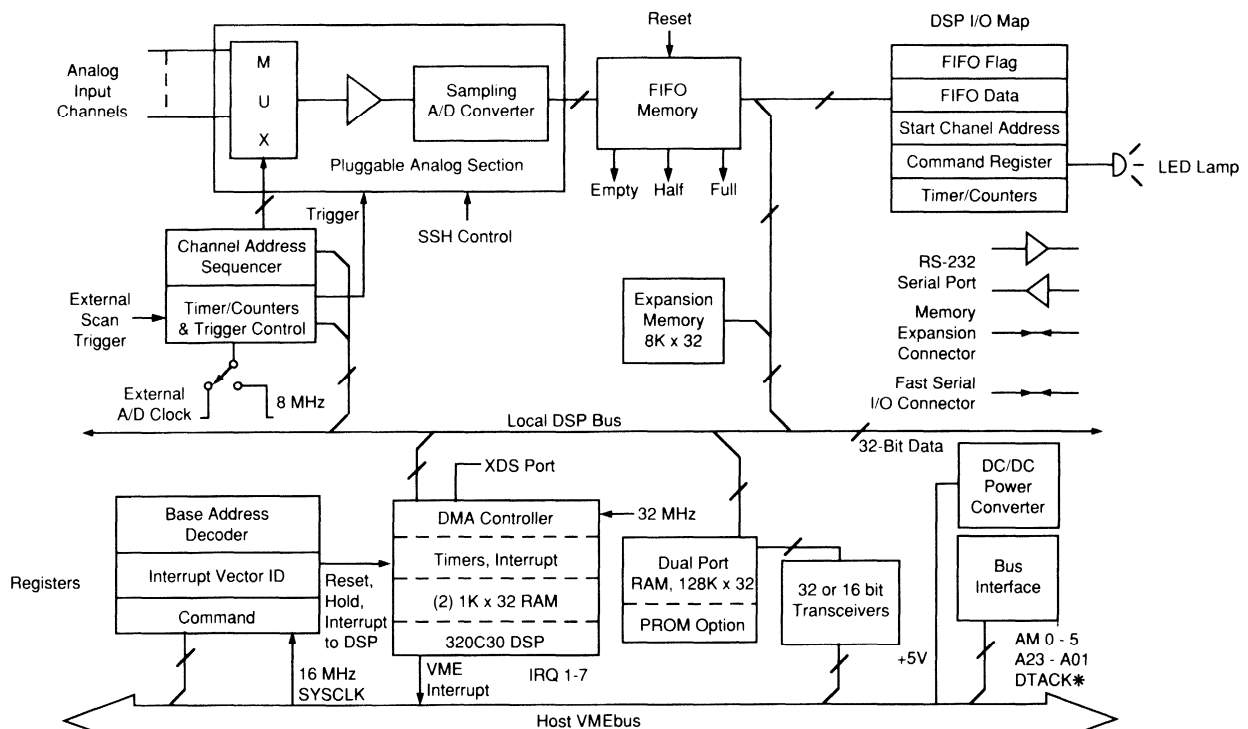 Reset
DSP I/O Map
Analog
Input
Channels
M
U
X
Sampling
A/D Converter
Pluggable Analog Section
FIFO
Memory
Empty
Half
Full
FIFO Flag
FIFO Data
Start Chanel Address
Command Register
Timer/Counters
LED Lamp
Trigger
SSH Control
Channel Address
Sequencer
Timer/Counters
& Trigger Control
External
Scan
Trigger
External
A/D Clock
8 MHz
Expansion
Memory
8K x 32
RS-232
Serial Port
Memory
Expansion
Connector
Fast Serial
I/O Connector
Local DSP Bus
32-Bit Data
XDS Port
Registers
Base Address
Decoder
Interrupt Vector ID
Command
Reset,
Hold,
Interrupt
to DSP
16 MHz
SYSCLK
DMA Controller
Timers, Interrupt
(2) 1K x 32 RAM
320C30 DSP
32 MHz
VME
Interrupt
IRQ 1-7
Dual Port
RAM, 128K x 32
PROM Option
32 or 16 bit
Transceivers
+5V
DC/DC
Power
Converter
Bus
Interface
AM 0 - 5
A23 - A01
DTACK✱
Host VMEbus